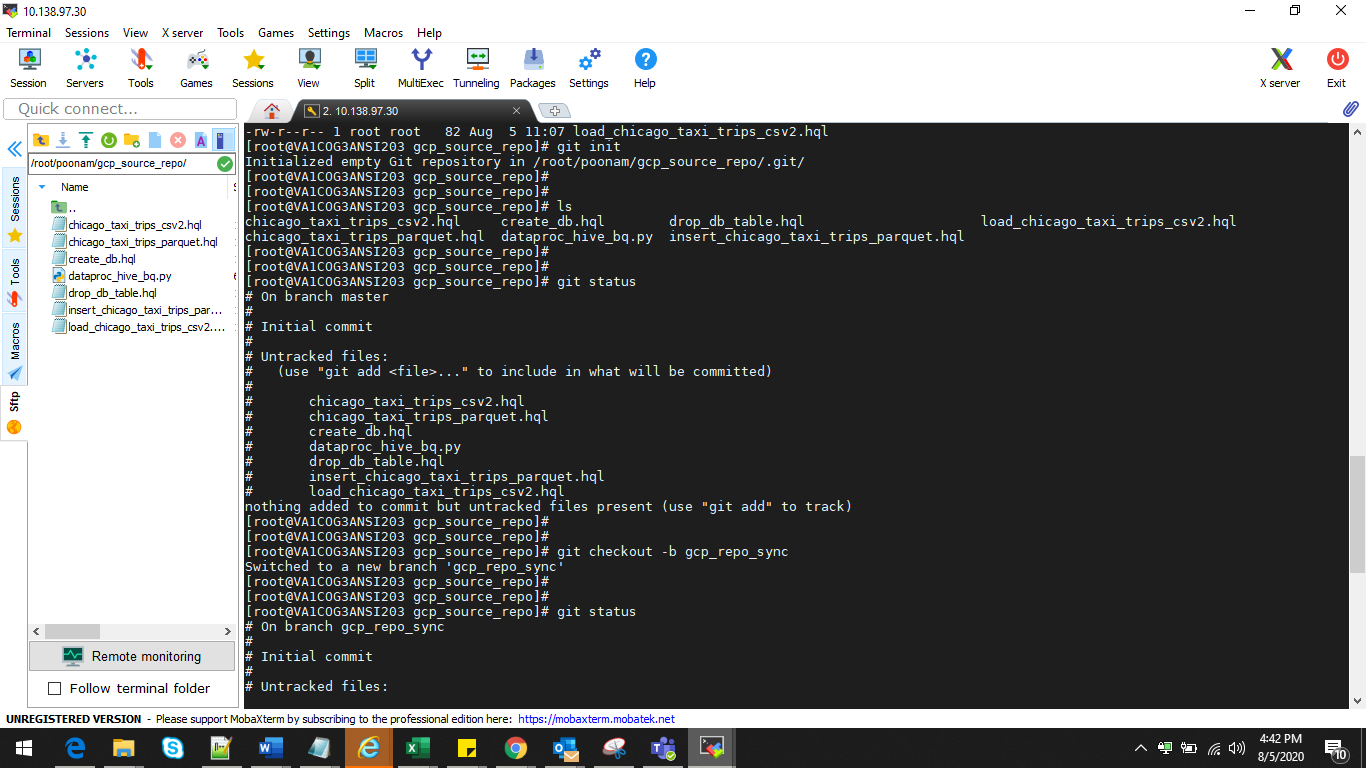 10.138.97.30
Terminal Sessions View X server Tools Games Settings Macros Help
Session Servers Tools Games Sessions View Split MultiExec Tunneling Packages Settings Help X server Exit
Quick connect...
2. 10.138.97.30
/root/poonam/gcp_source_repo/
Name
..
chicago_taxi_trips_csv2.hql
chicago_taxi_trips_parquet.hql
create_db.hql
dataproc_hive_bq.py
drop_db_table.hql
insert_chicago_taxi_trips_par...
load_chicago_taxi_trips_csv2....
Sessions
Tools
Macros
Sftp
Remote monitoring
Follow terminal folder
-rw-r--r-- 1 root root   82 Aug  5 11:07 load_chicago_taxi_trips_csv2.hql
[root@VA1COG3ANSI203 gcp_source_repo]# git init
Initialized empty Git repository in /root/poonam/gcp_source_repo/.git/
[root@VA1COG3ANSI203 gcp_source_repo]#
[root@VA1COG3ANSI203 gcp_source_repo]#
[root@VA1COG3ANSI203 gcp_source_repo]# ls
chicago_taxi_trips_csv2.hql     create_db.hql        drop_db_table.hql                      load_chicago_taxi_trips_csv2.hql
chicago_taxi_trips_parquet.hql  dataproc_hive_bq.py  insert_chicago_taxi_trips_parquet.hql
[root@VA1COG3ANSI203 gcp_source_repo]#
[root@VA1COG3ANSI203 gcp_source_repo]#
[root@VA1COG3ANSI203 gcp_source_repo]# git status
# On branch master
#
# Initial commit
#
# Untracked files:
#   (use "git add <file>..." to include in what will be committed)
#
#       chicago_taxi_trips_csv2.hql
#       chicago_taxi_trips_parquet.hql
#       create_db.hql
#       dataproc_hive_bq.py
#       drop_db_table.hql
#       insert_chicago_taxi_trips_parquet.hql
#       load_chicago_taxi_trips_csv2.hql
nothing added to commit but untracked files present (use "git add" to track)
[root@VA1COG3ANSI203 gcp_source_repo]#
[root@VA1COG3ANSI203 gcp_source_repo]#
[root@VA1COG3ANSI203 gcp_source_repo]# git checkout -b gcp_repo_sync
Switched to a new branch 'gcp_repo_sync'
[root@VA1COG3ANSI203 gcp_source_repo]#
[root@VA1COG3ANSI203 gcp_source_repo]#
[root@VA1COG3ANSI203 gcp_source_repo]# git status
# On branch gcp_repo_sync
#
# Initial commit
#
# Untracked files:
UNREGISTERED VERSION - Please support MobaXterm by subscribing to the professional edition here: https://mobaxterm.mobatek.net
4:42 PM
8/5/2020
10